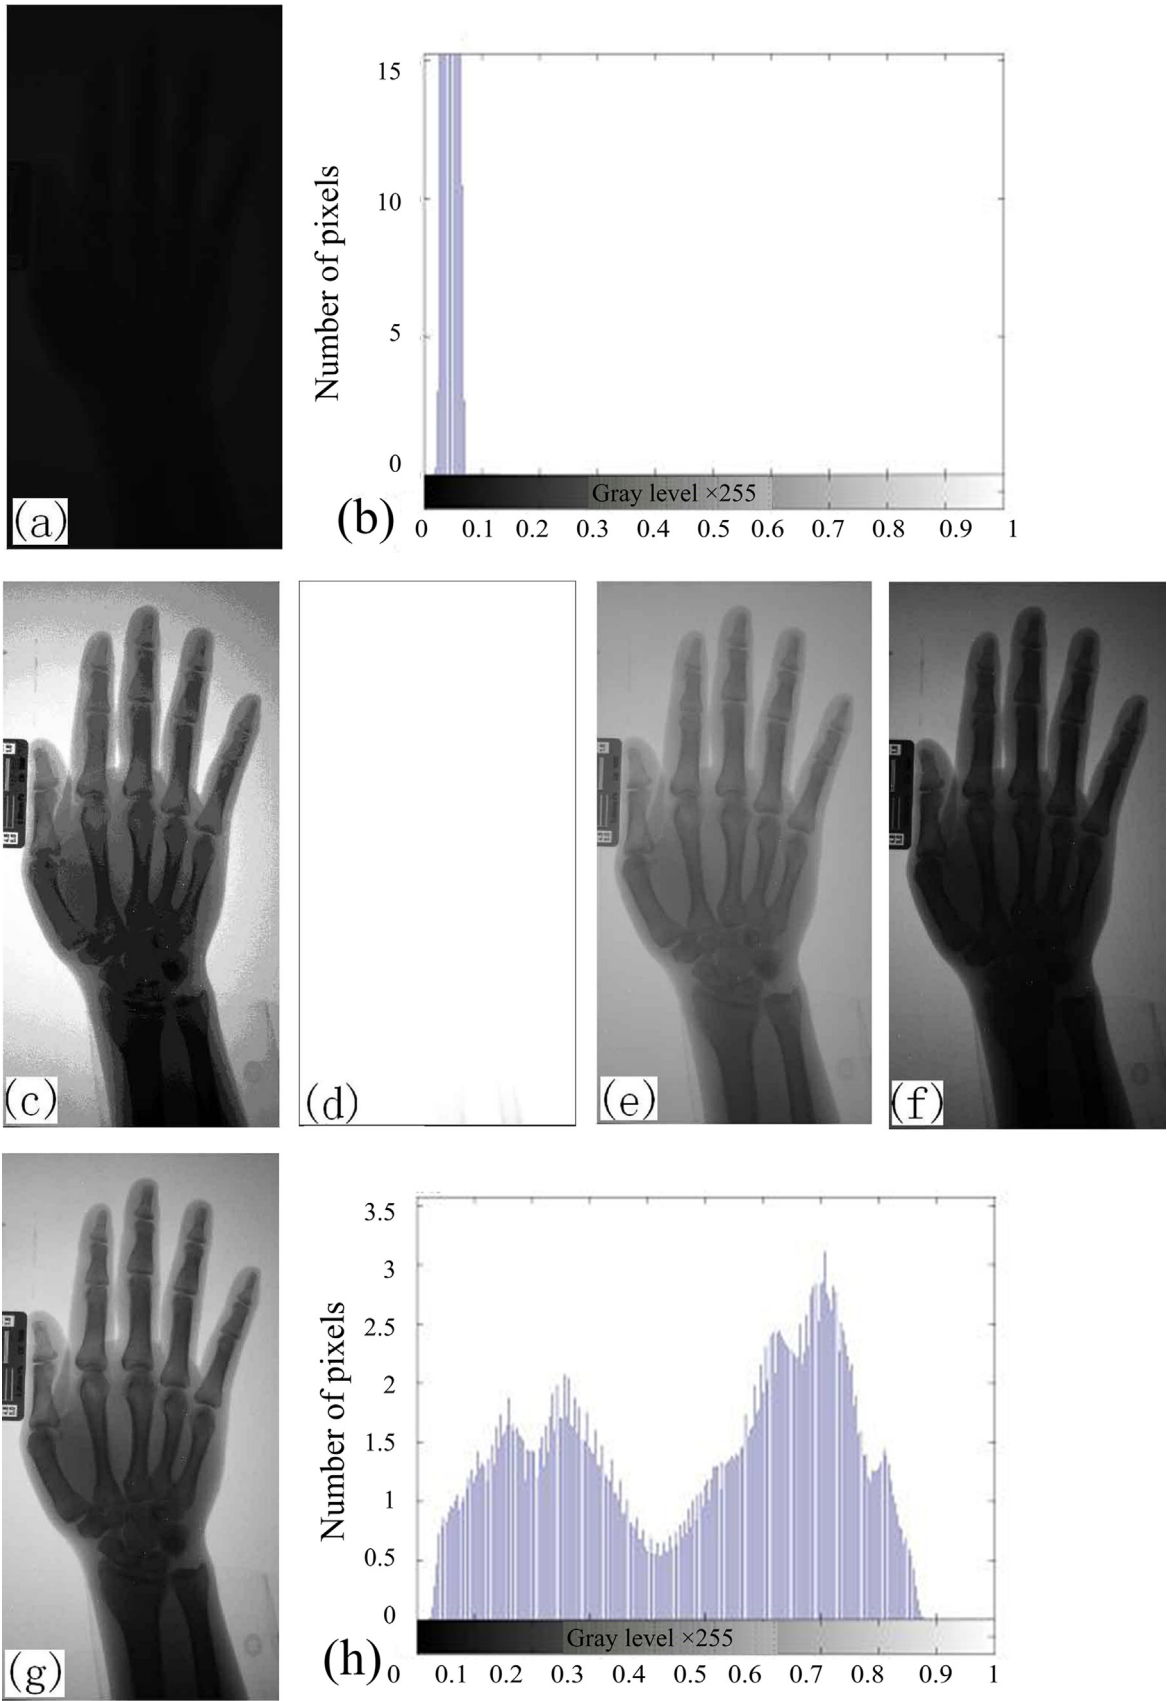 15
10
5
0
Number of pixels
Gray level ×255
(a)
(b)
0 0.1 0.2 0.3 0.4 0.5 0.6 0.7 0.8 0.9 1
(c)
(d)
(e)
(f)
3.5
3
2.5
2
1.5
1
0.5
0
Number of pixels
Gray level ×255
(g)
(h)
0 0.1 0.2 0.3 0.4 0.5 0.6 0.7 0.8 0.9 1